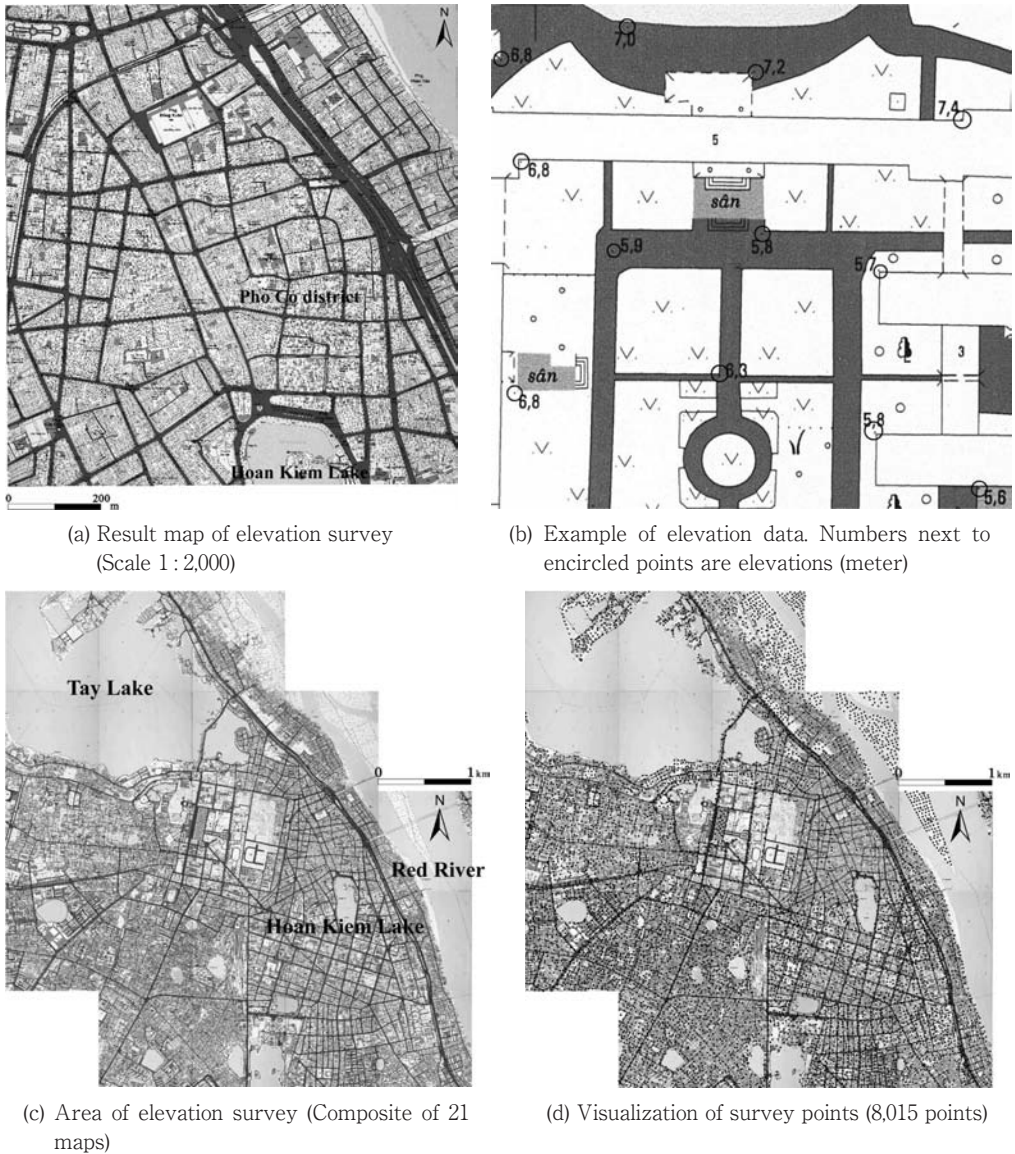 N
Pho Co district
Hoan Kiem Lake
0 200
m
(a) Result map of elevation survey
(Scale 1 : 2,000)
7,0
6,8
7,2
7,4
5
6,8
sân
5,9
5,8
5,7
3
6,3
sân
6,8
5,8
5,6
(b) Example of elevation data. Numbers next to
encircled points are elevations (meter)
Tay Lake
0 1km
N
Red River
Hoan Kiem Lake
(c) Area of elevation survey (Composite of 21
maps)
0 1km
N
(d) Visualization of survey points (8,015 points)